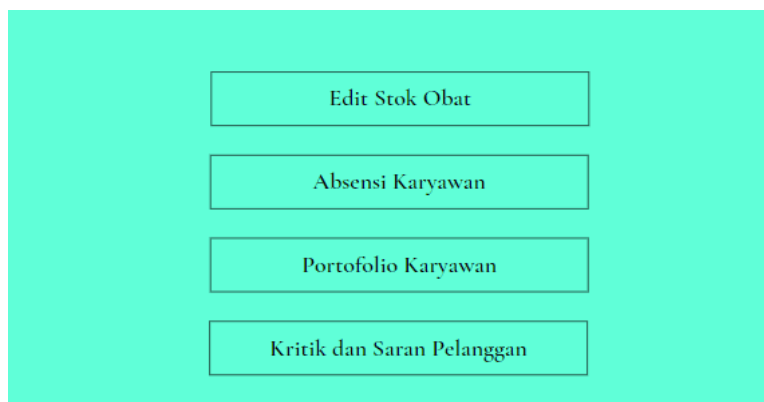 Edit Stok Obat
Absensi Karyawan
Portofolio Karyawan
Kritik dan Saran Pelanggan